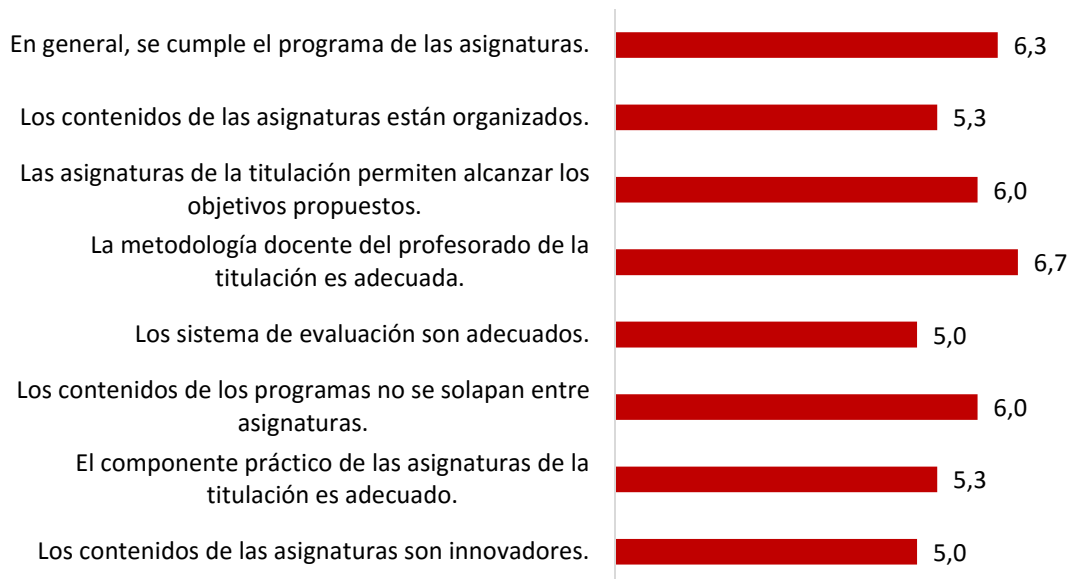 En general, se cumple el programa de las asignaturas.
6,3
Los contenidos de las asignaturas están organizados.
5,3
Las asignaturas de la titulación permiten alcanzar los
objetivos propuestos.
6,0
La metodología docente del profesorado de la
titulación es adecuada.
6,7
Los sistema de evaluación son adecuados.
5,0
Los contenidos de los programas no se solapan entre
asignaturas.
6,0
El componente práctico de las asignaturas de la
titulación es adecuado.
5,3
Los contenidos de las asignaturas son innovadores.
5,0